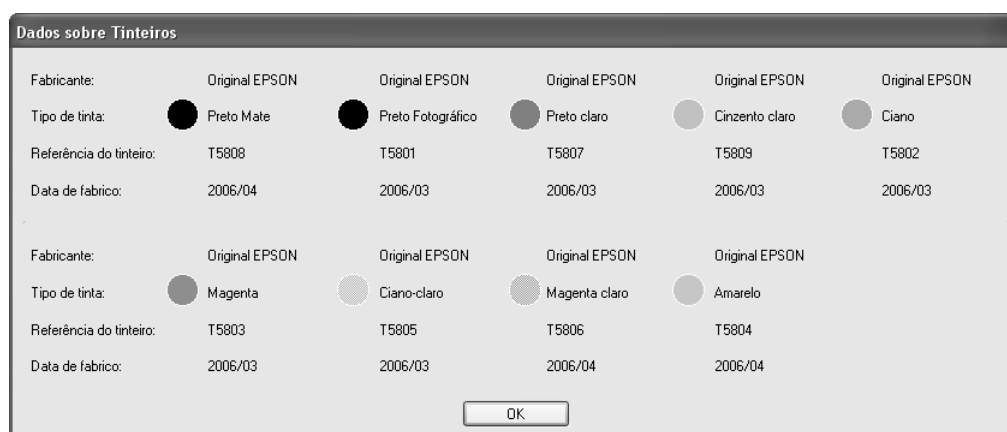 Dados sobre Tinteiros
Fabricante: Original EPSON Original EPSON Original EPSON Original EPSON Original EPSON
Tipo de tinta: Preto Mate Preto Fotográfico Preto claro Cinzento claro Ciano
Referência do tinteiro: T5808 T5801 T5807 T5809 T5802
Data de fabrico: 2006/04 2006/03 2006/03 2006/03 2006/03
Fabricante: Original EPSON Original EPSON Original EPSON Original EPSON
Tipo de tinta: Magenta Ciano-claro Magenta claro Amarelo
Referência do tinteiro: T5803 T5805 T5806 T5804
Data de fabrico: 2006/03 2006/03 2006/04 2006/04
OK